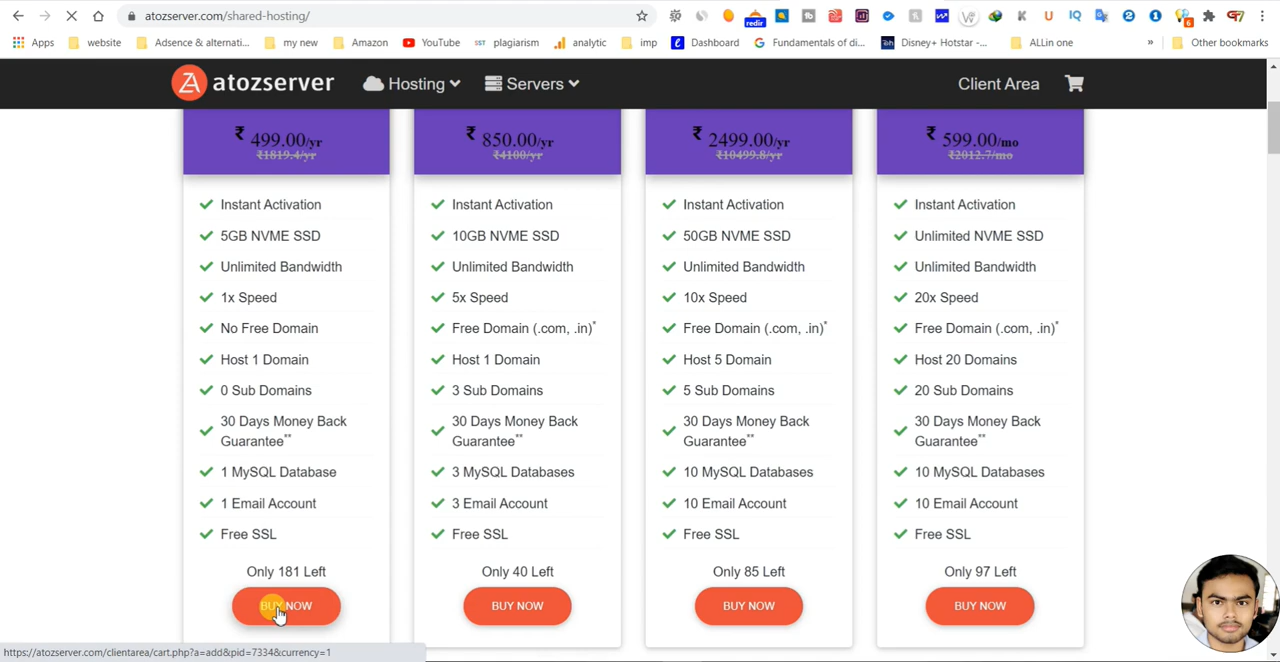 atozserver.com/shared-hosting/
redir
6
Apps website Adsence & alternati... my new Amazon YouTube SST plagiarism analytic imp Dashboard Fundamentals of di... Disney+ Hotstar -... ALLin one » Other bookmarks
atozserver Hosting Servers Client Area
₹ 499.00/yr
₹1819.4/yr
Instant Activation
5GB NVME SSD
Unlimited Bandwidth
1x Speed
No Free Domain
Host 1 Domain
0 Sub Domains
30 Days Money Back
Guarantee**
1 MySQL Database
1 Email Account
Free SSL
Only 181 Left
BUY NOW
₹ 850.00/yr
₹4100/yr
Instant Activation
10GB NVME SSD
Unlimited Bandwidth
5x Speed
Free Domain (.com, .in)*
Host 1 Domain
3 Sub Domains
30 Days Money Back
Guarantee**
3 MySQL Databases
3 Email Account
Free SSL
Only 40 Left
BUY NOW
₹ 2499.00/yr
₹10499.8/yr
Instant Activation
50GB NVME SSD
Unlimited Bandwidth
10x Speed
Free Domain (.com, .in)*
Host 5 Domain
5 Sub Domains
30 Days Money Back
Guarantee**
10 MySQL Databases
10 Email Account
Free SSL
Only 85 Left
BUY NOW
₹ 599.00/mo
₹2012.7/mo
Instant Activation
Unlimited NVME SSD
Unlimited Bandwidth
20x Speed
Free Domain (.com, .in)*
Host 20 Domains
20 Sub Domains
30 Days Money Back
Guarantee**
10 MySQL Databases
10 Email Account
Free SSL
Only 97 Left
BUY NOW
https://atozserver.com/clientarea/cart.php?a=add&pid=7334&currency=1